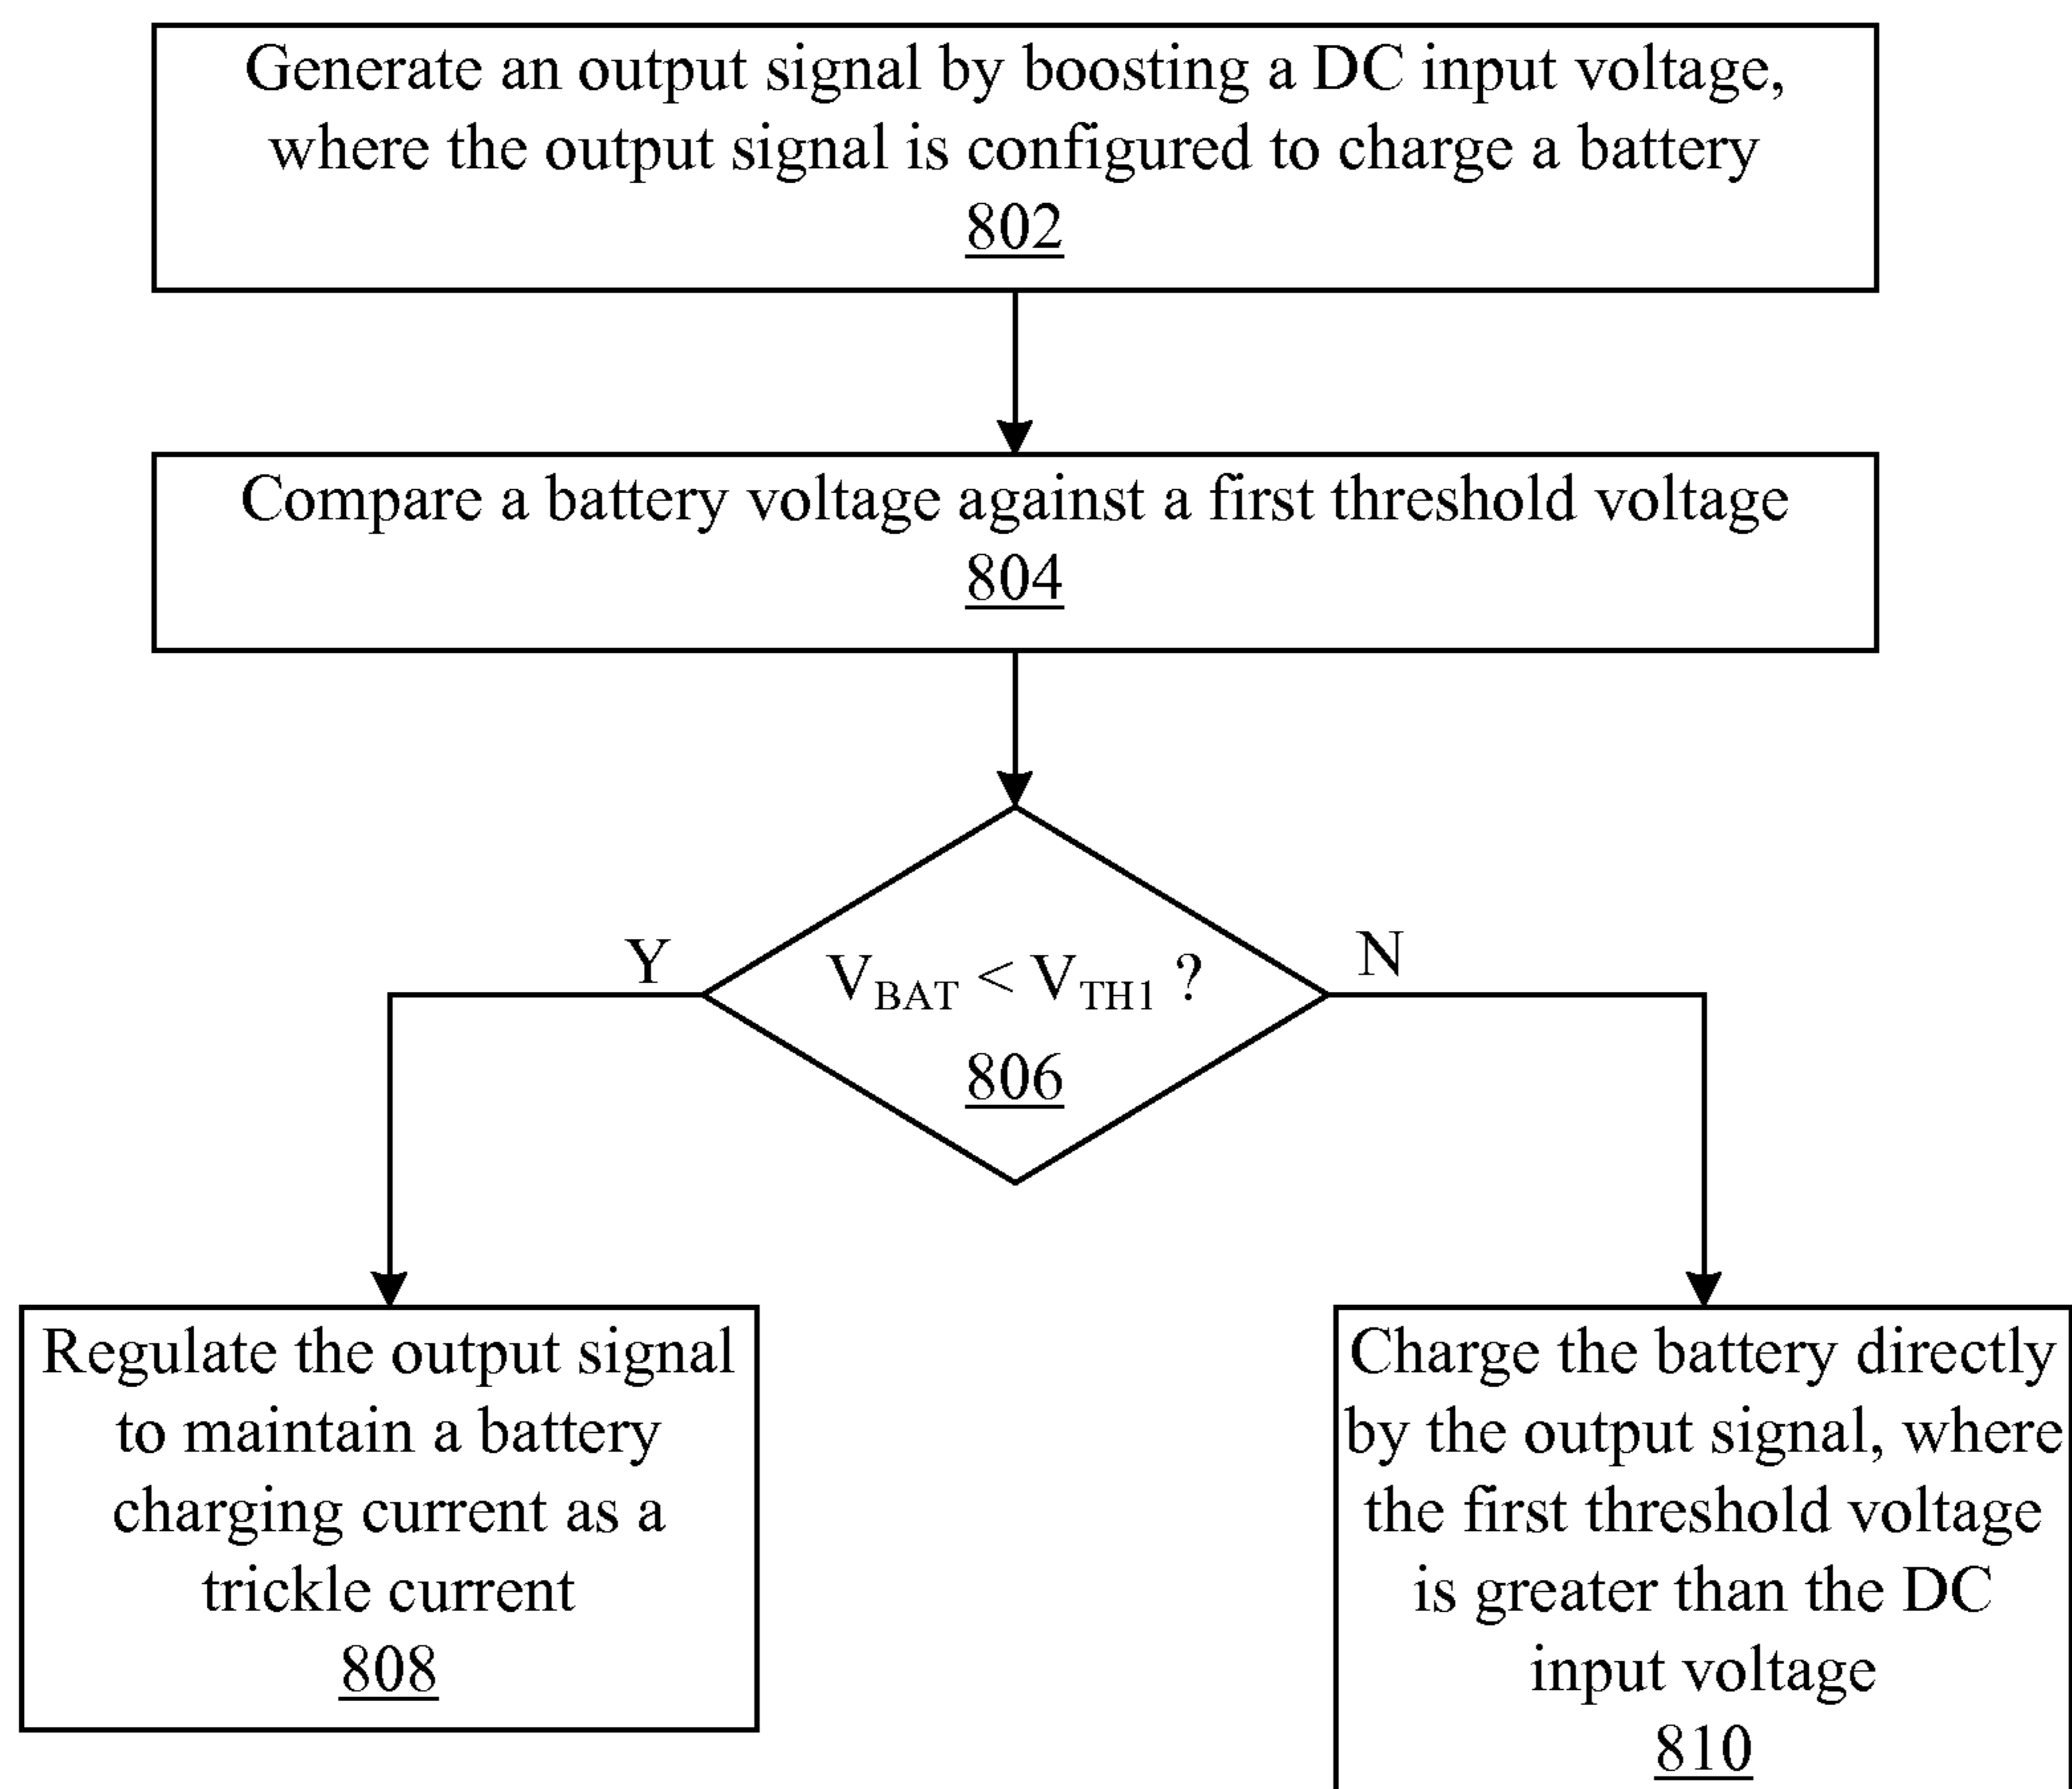 Generate an output signal by boosting a DC input voltage,
where the output signal is configured to charge a battery
802
Compare a battery voltage against a first threshold voltage
804
Y
N
V_BAT < V_TH1 ?
806
Regulate the output signal
to maintain a battery
charging current as a
trickle current
808
Charge the battery directly
by the output signal, where
the first threshold voltage
is greater than the DC
input voltage
810